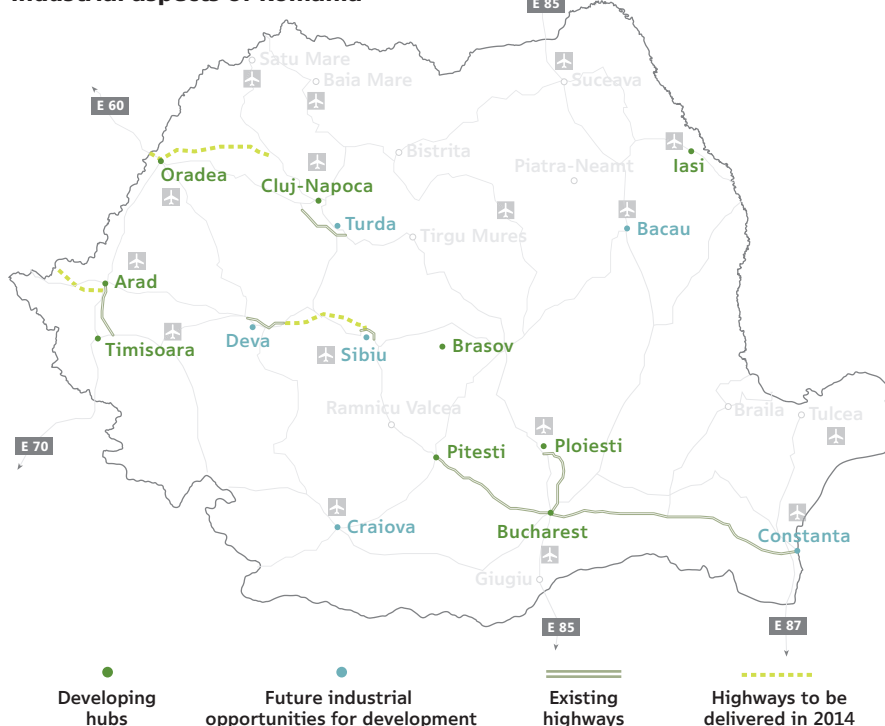 industrial aspects of Romania
E 85
Satu Mare
Baia Mare
Suceava
E 60
Bistrita
Piatra-Neamt
Iasi
Oradea
Cluj-Napoca
Turda
Tirgu Mures
Bacau
Arad
Timisoara
Deva
Sibiu
Brasov
Ramnicu Valcea
Braila
Tulcea
E 70
Pitesti
Ploiesti
Craiova
Bucharest
Constanta
Giugiu
E 85
E 87
Developing
hubs
Future industrial
opportunities for development
Existing
highways
Highways to be
delivered in 2014